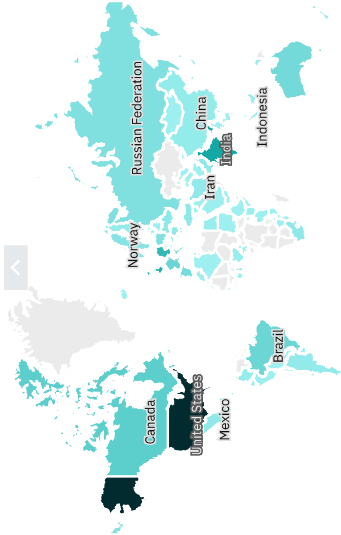 Canada
United States
Mexico
Brazil
Norway
Russian Federation
Iran
India
China
Indonesia